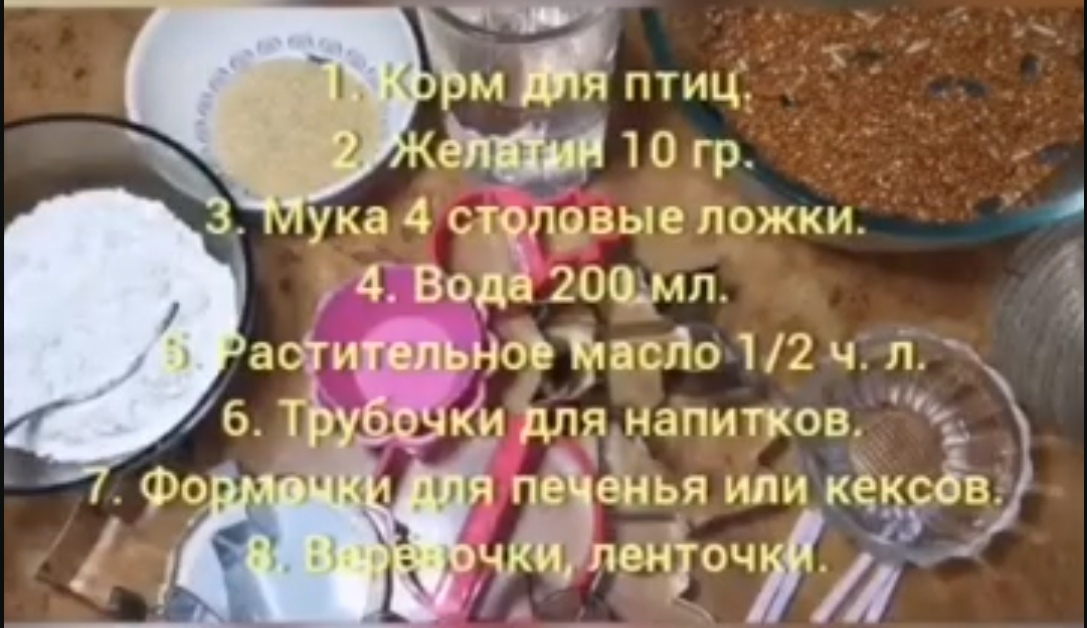 1. Корм для птиц.
2. Желатин 10 гр.
3. Мука 4 столовые ложки.
4. Вода 200 мл.
5. Растительное масло 1/2 ч. л.
6. Трубочки для напитков.
7. Формочки для печенья или кексов.
8. Верёвочки, ленточки.